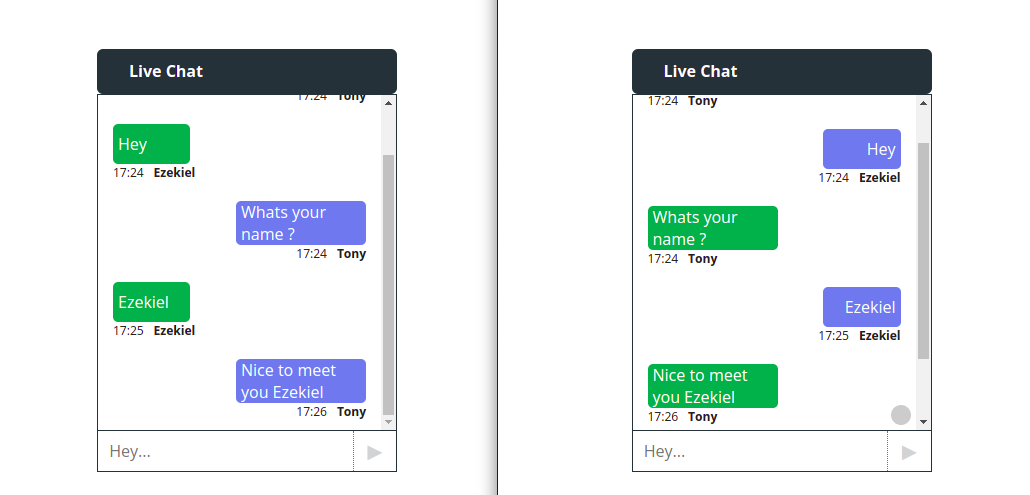 Live Chat
17:24 Tony
Hey
17:24 Ezekiel
Whats your
name ?
17:24 Tony
Ezekiel
17:25 Ezekiel
Nice to meet
you Ezekiel
17:26 Tony
Hey...
Live Chat
17:24 Tony
Hey
17:24 Ezekiel
Whats your
name ?
17:24 Tony
Ezekiel
17:25 Ezekiel
Nice to meet
you Ezekiel
17:26 Tony
Hey...